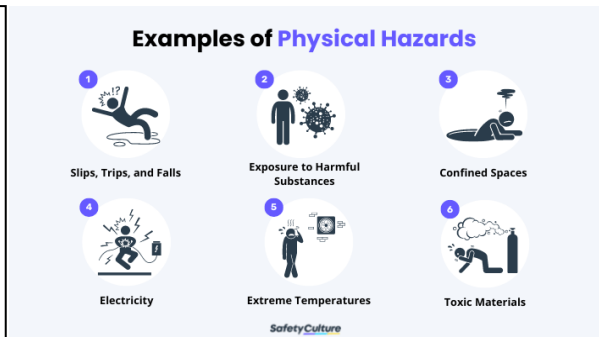 Examples of Physical Hazards
1
!?
Slips, Trips, and Falls
2
Exposure to Harmful
Substances
3
Confined Spaces
4
Electricity
5
Extreme Temperatures
6
Toxic Materials
SafetyCulture